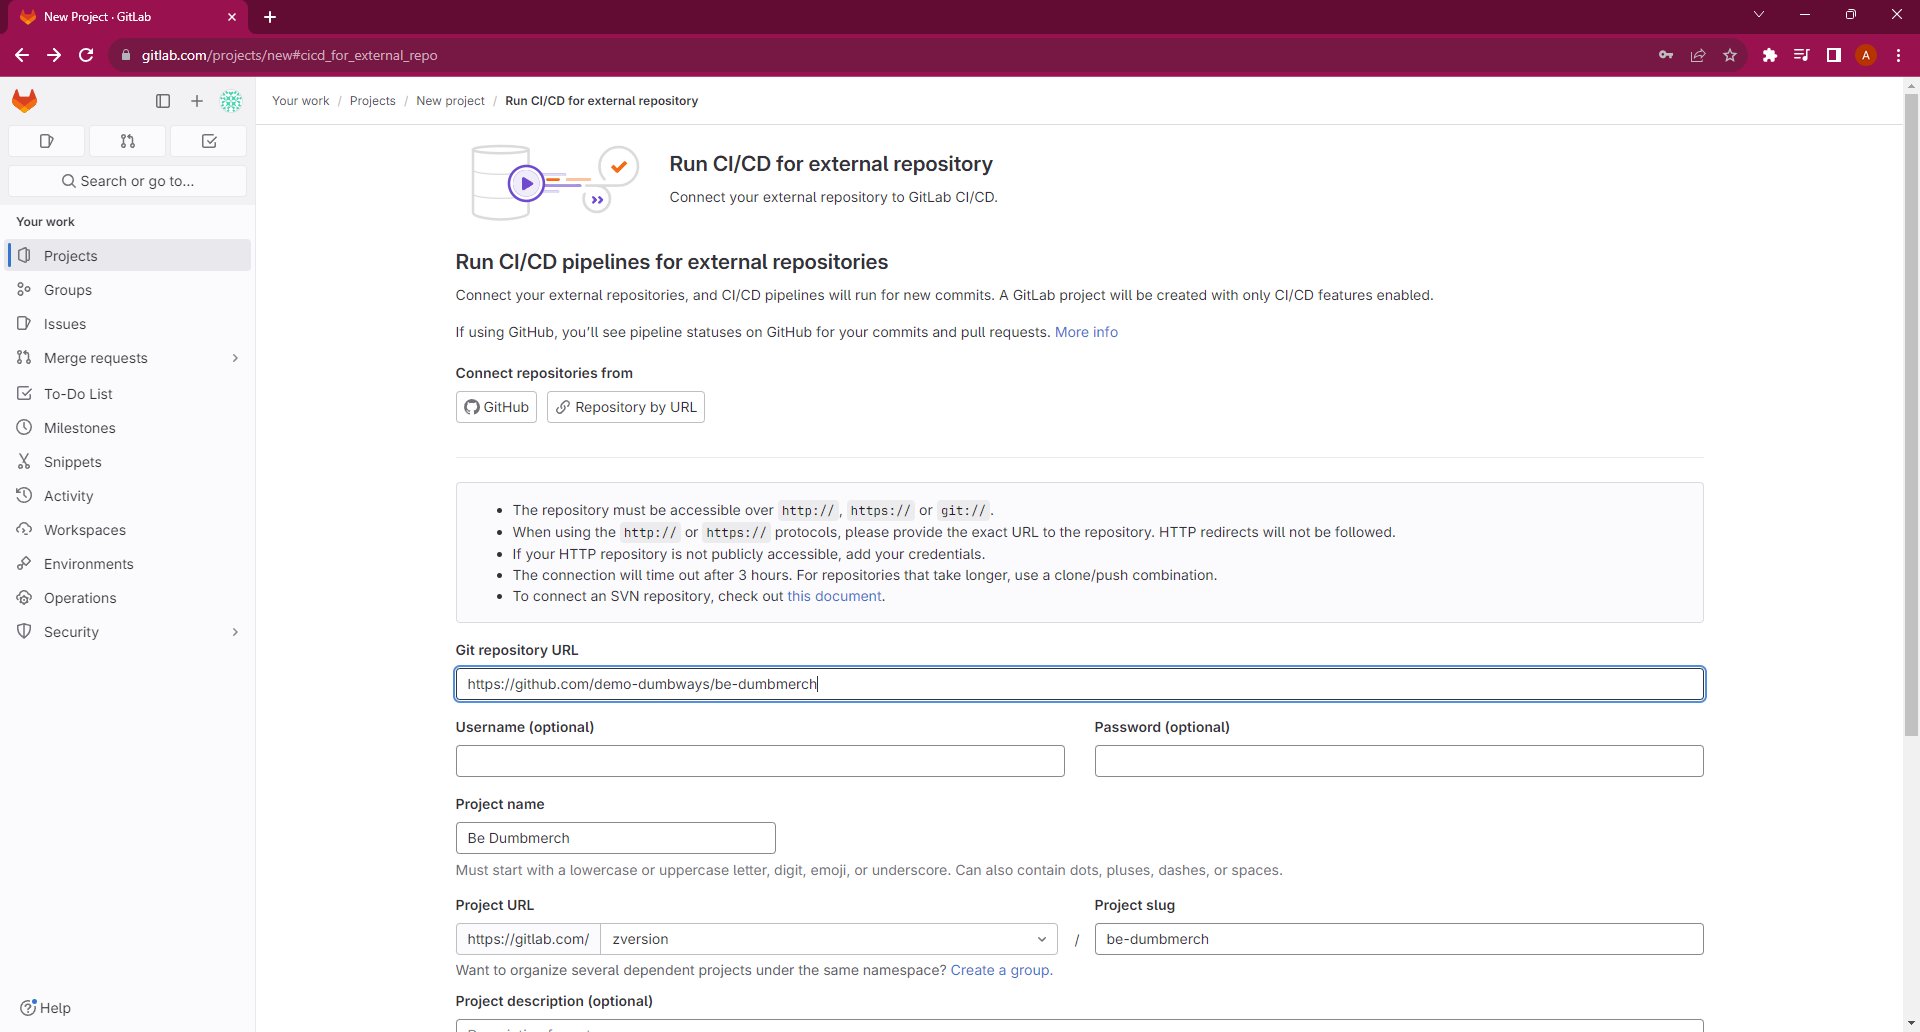 New Project · GitLab
gitlab.com/projects/new#cicd_for_external_repo
A
Your work / Projects / New project / Run CI/CD for external repository
Search or go to...
Your work
Projects
Groups
Issues
Merge requests
To-Do List
Milestones
Snippets
Activity
Workspaces
Environments
Operations
Security
Help
Run CI/CD for external repository
Connect your external repository to GitLab CI/CD.
Run CI/CD pipelines for external repositories
Connect your external repositories, and CI/CD pipelines will run for new commits. A GitLab project will be created with only CI/CD features enabled.
If using GitHub, you’ll see pipeline statuses on GitHub for your commits and pull requests. More info
Connect repositories from
GitHub
Repository by URL
• The repository must be accessible over http://, https:// or git://.
• When using the http:// or https:// protocols, please provide the exact URL to the repository. HTTP redirects will not be followed.
• If your HTTP repository is not publicly accessible, add your credentials.
• The connection will time out after 3 hours. For repositories that take longer, use a clone/push combination.
• To connect an SVN repository, check out this document.
Git repository URL
https://github.com/demo-dumbways/be-dumbmerch
Username (optional)
Password (optional)
Project name
Be Dumbmerch
Must start with a lowercase or uppercase letter, digit, emoji, or underscore. Can also contain dots, pluses, dashes, or spaces.
Project URL
Project slug
https://gitlab.com/ zversion / be-dumbmerch
Want to organize several dependent projects under the same namespace? Create a group.
Project description (optional)